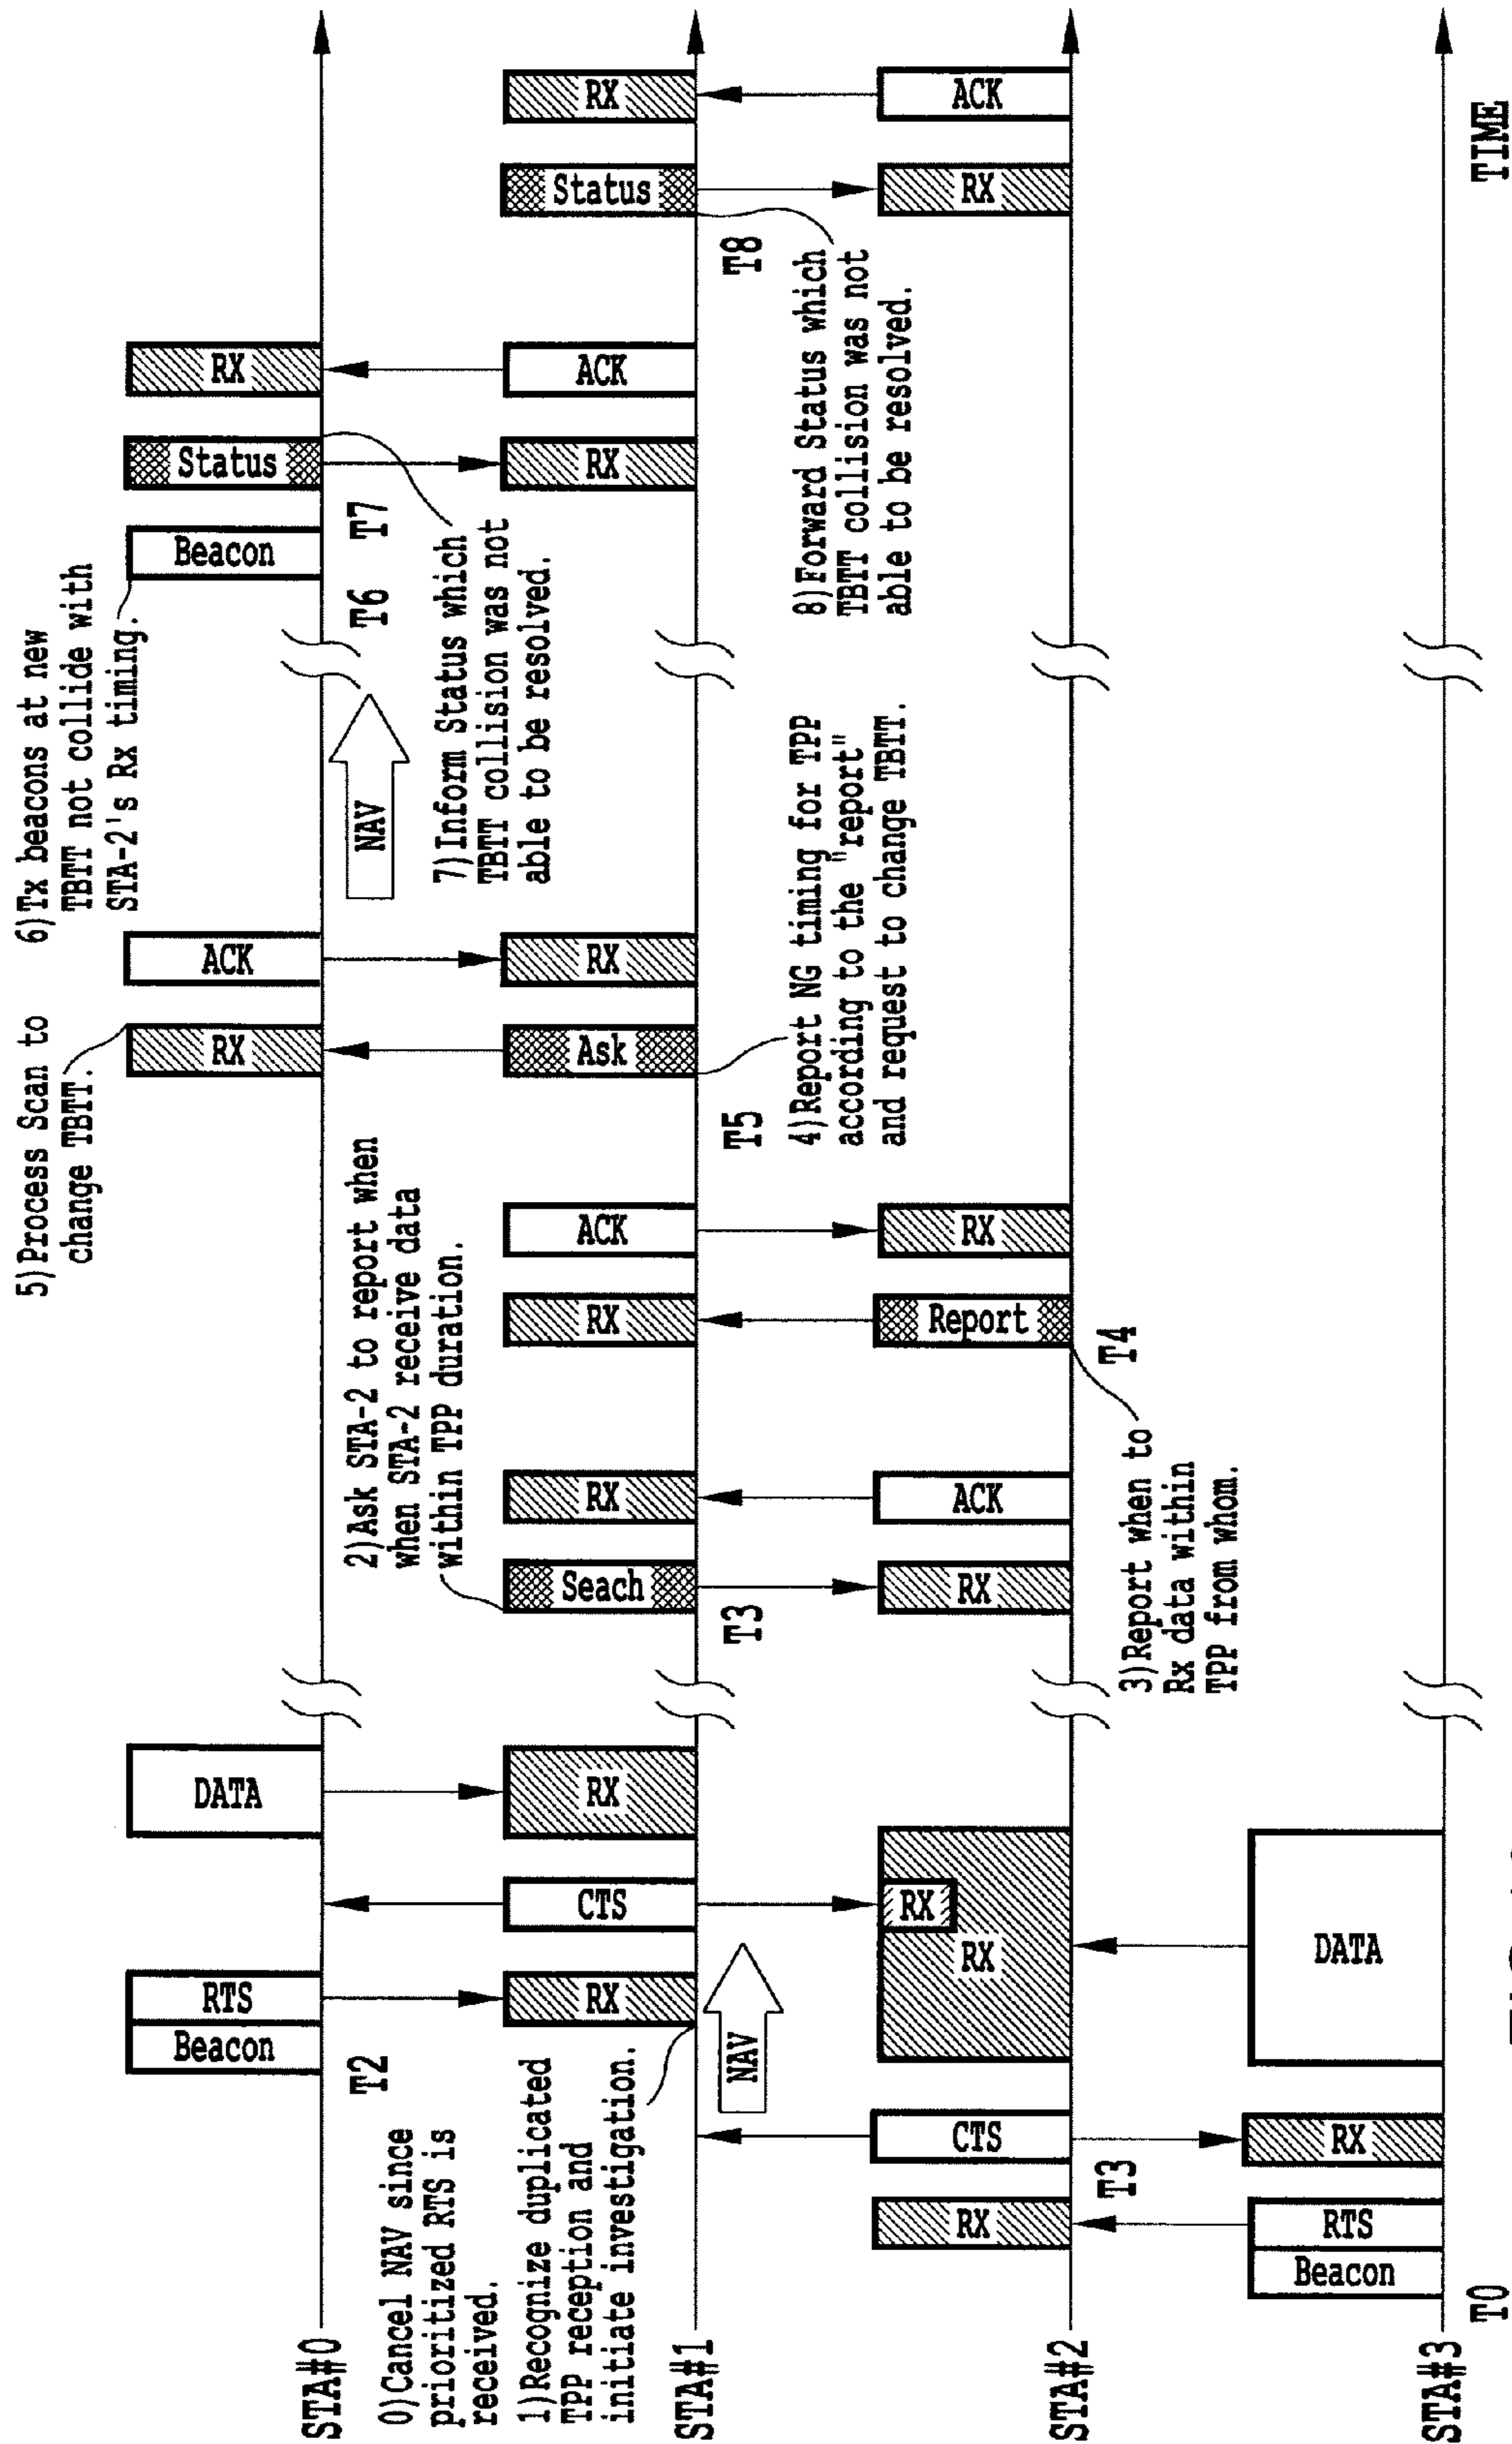 5)Process Scan to
change TBTT.
6)Tx beacons at new
TBTT not collide with
STA-2's Rx timing.
STA#0
Beacon
RTS
DATA
RX
ACK
Beacon
Status
RX
T2
NAV
T6
T7
0)Cancel NAV since
prioritized RTS is
received.
2)Ask STA-2 to report when
when STA-2 receive data
within TPP duration.
7)Inform Status which
TBTT collision was not
able to be resolved.
1)Recognize duplicated
TPP reception and
initiate investigation.
STA#1
RX
CTS
RX
Seach
RX
RX
ACK
Ask
RX
RX
ACK
Status
RX
NAV
T3
T5
T8
4)Report NG timing for TPP
according to the "report"
and request to change TBTT.
8)Forward Status which
TBTT collision was not
able to be resolved.
STA#2
RX
CTS
RX
RX
RX
ACK
Report
RX
RX
ACK
T3
T4
3)Report when to
Rx data within
TPP from whom.
STA#3
Beacon
RTS
RX
DATA
T0
TIME